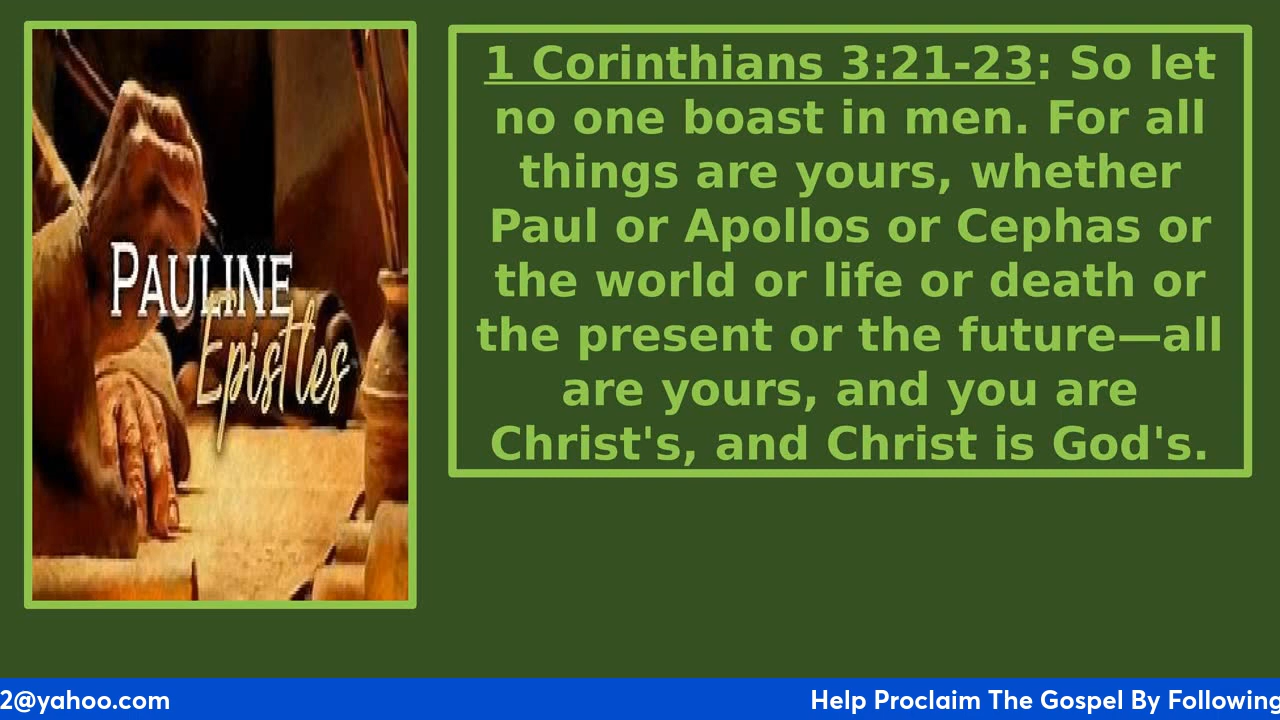 PAULINE
Epistles
1 Corinthians 3:21-23: So let
no one boast in men. For all
things are yours, whether
Paul or Apollos or Cephas or
the world or life or death or
the present or the future—all
are yours, and you are
Christ's, and Christ is God's.
2@yahoo.com
Help Proclaim The Gospel By Following